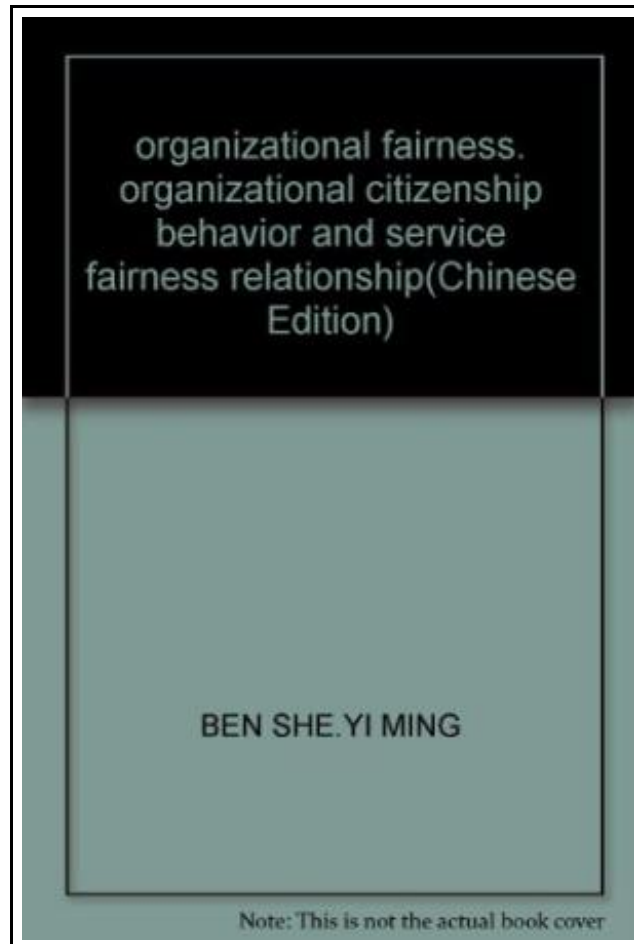 organizational fairness.
organizational citizenship
behavior and service
fairness relationship(Chinese
Edition)
BEN SHE.YI MING
Note: This is not the actual book cover